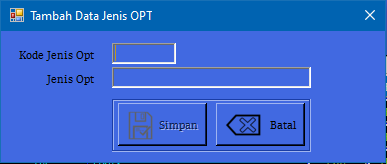 Tambah Data Jenis OPT
Kode Jenis Opt
Jenis Opt
Simpan Batal